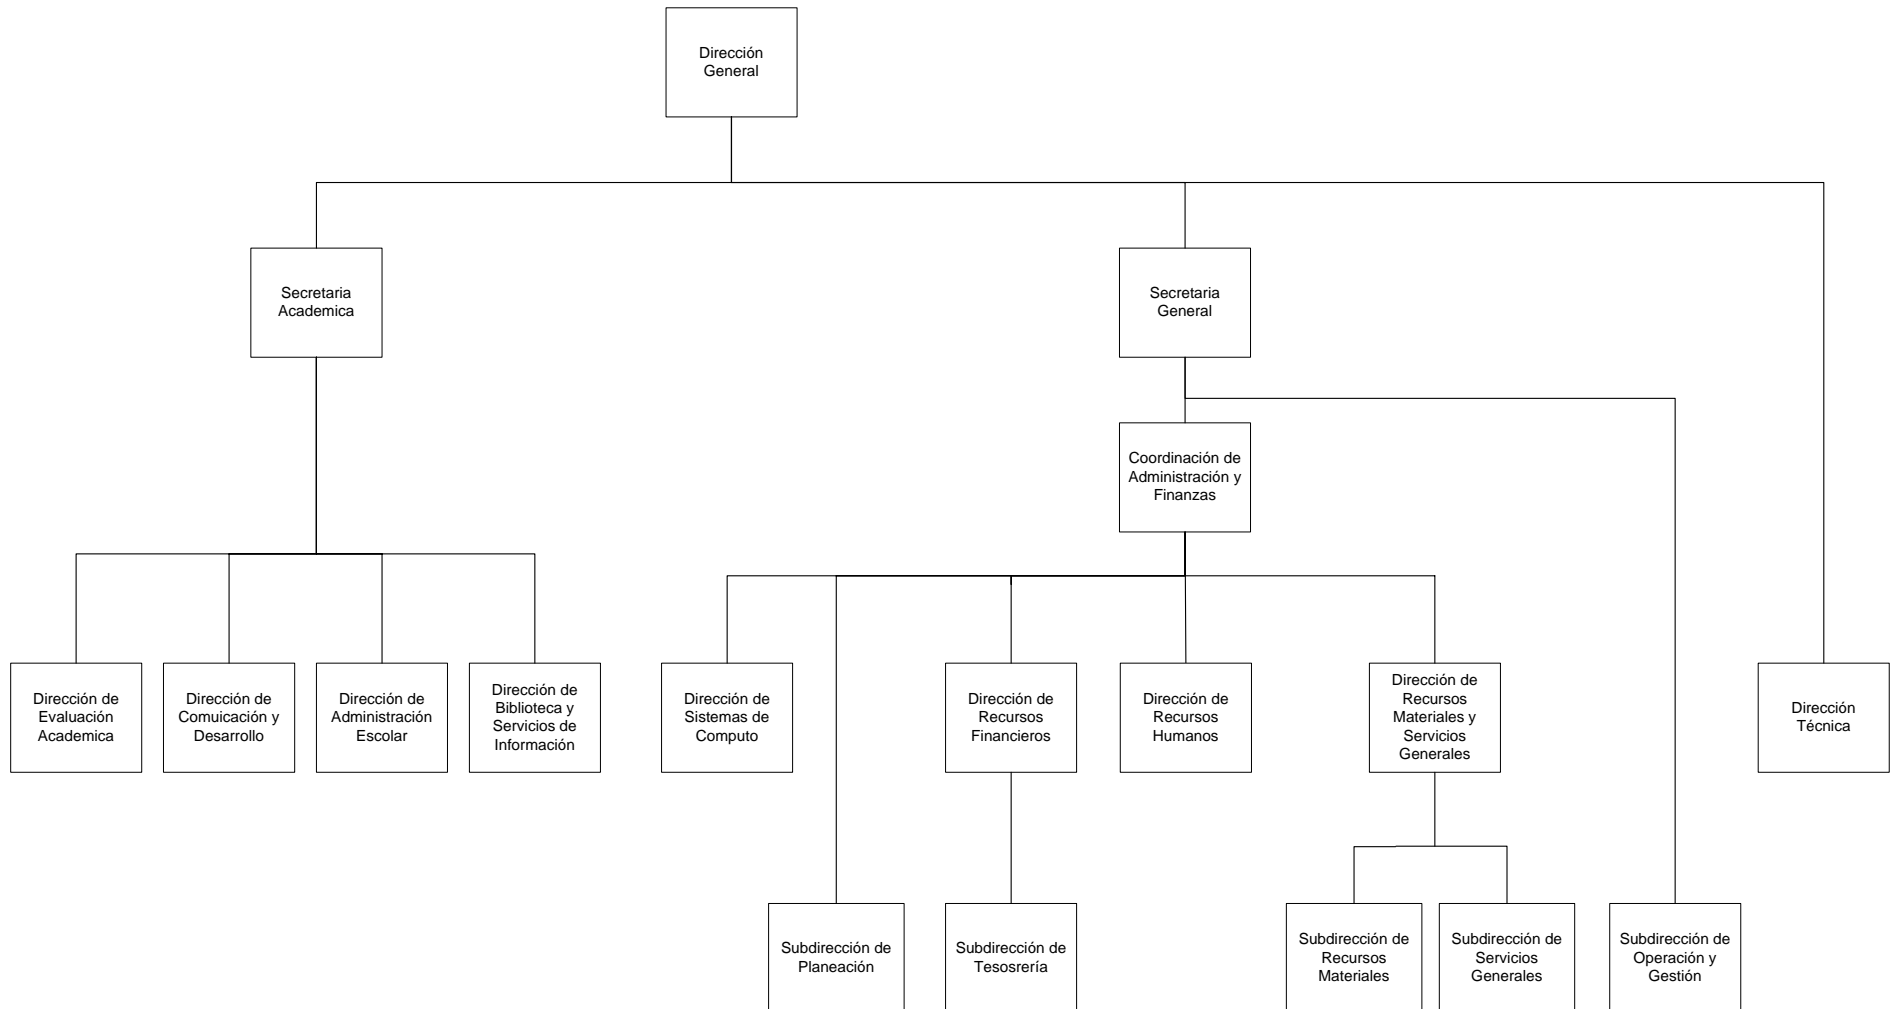 Dirección
General
Secretaria
Academica
Secretaria
General
Coordinación de
Administración y
Finanzas
Dirección de
Evaluación
Academica
Dirección de
Comuicación y
Desarrollo
Dirección de
Administración
Escolar
Dirección de
Biblioteca y
Servicios de
Información
Dirección de
Sistemas de
Computo
Dirección de
Recursos
Financieros
Dirección de
Recursos
Humanos
Dirección de
Recursos
Materiales y
Servicios
Generales
Dirección
Técnica
Subdirección de
Planeación
Subdirección de
Tesosrería
Subdirección de
Recursos
Materiales
Subdirección de
Servicios
Generales
Subdirección de
Operación y
Gestión